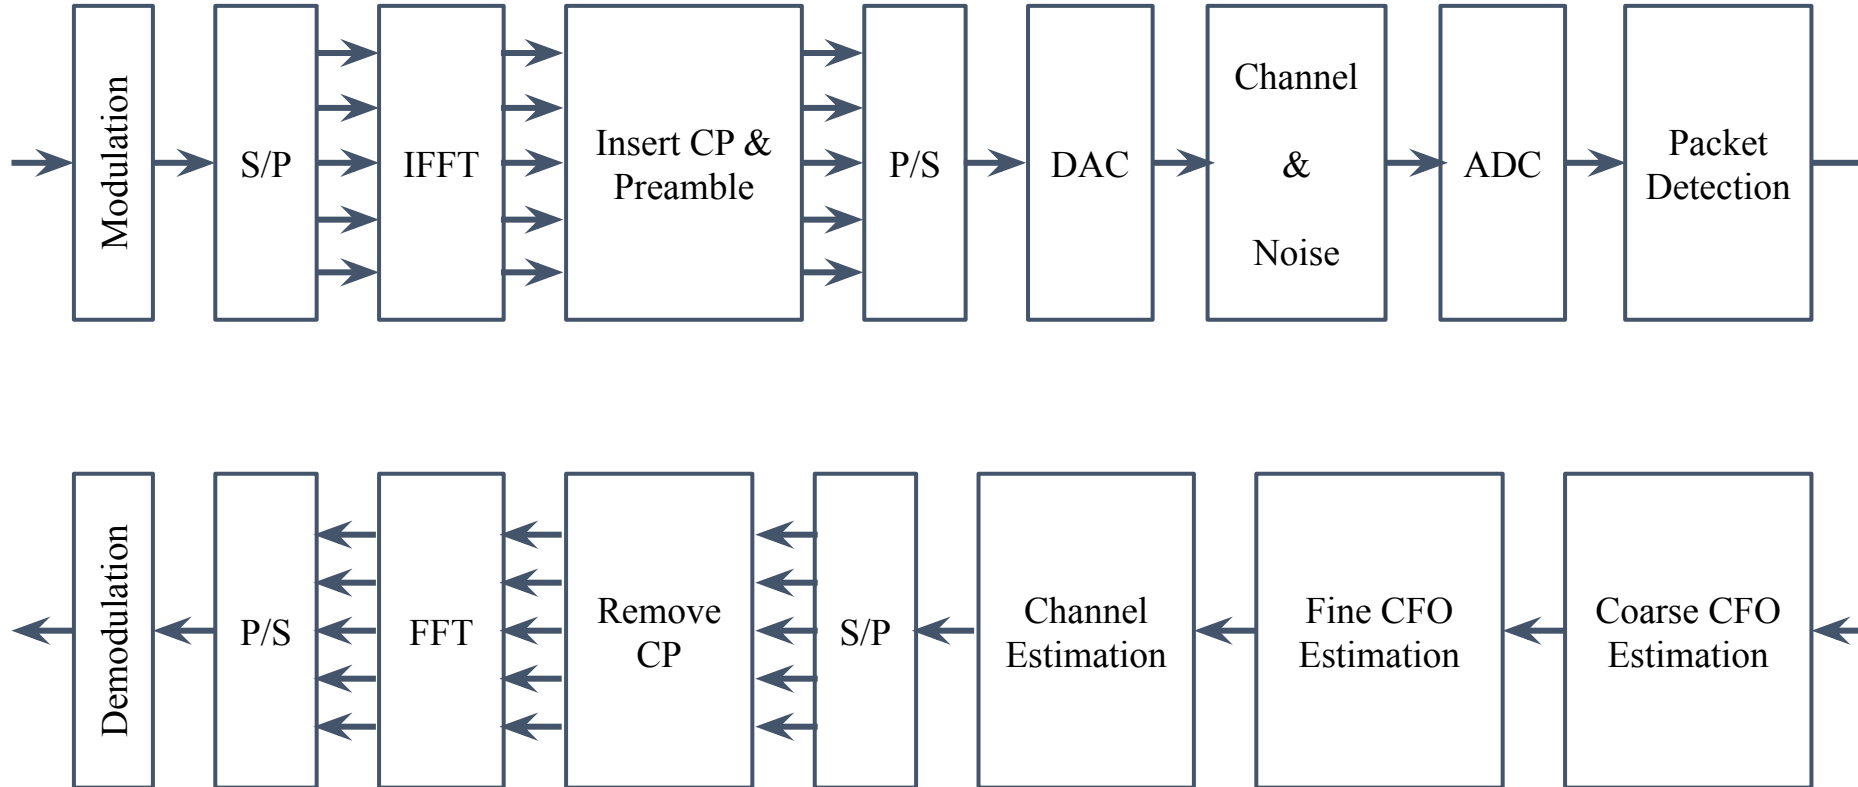 Modulation
S/P
IFFT
Insert CP &
Preamble
P/S
DAC
Channel
&
Noise
ADC
Packet
Detection
Demodulation
P/S
FFT
Remove
CP
S/P
Channel
Estimation
Fine CFO
Estimation
Coarse CFO
Estimation